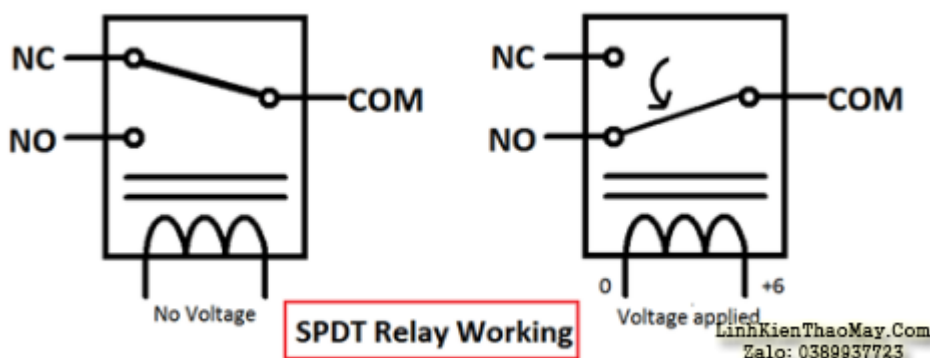 NC
COM
NO
No Voltage
NC
COM
NO
0
+6
Voltage applied
SPDT Relay Working
LinhKienThaoMay.Com
Zalo: 0389937723